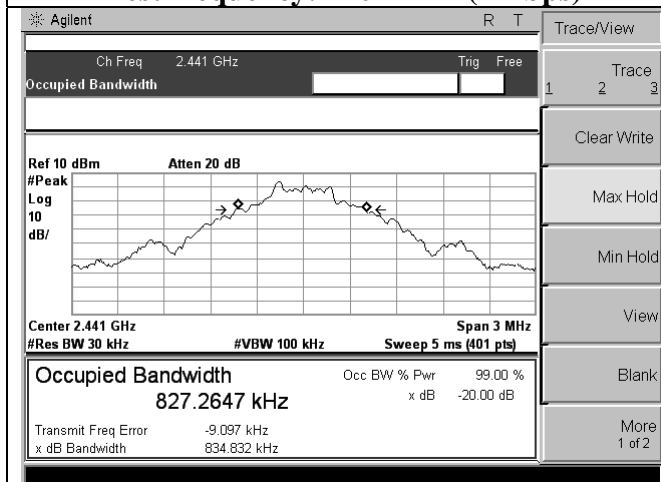 Agilent R T
Trace/View
Ch Freq 2.441 GHz Trig Free
Occupied Bandwidth
Trace
1 2 3
Clear Write
Ref 10 dBm Atten 20 dB
#Peak
Log
10
dB/
Max Hold
Min Hold
Center 2.441 GHz Span 3 MHz
#Res BW 30 kHz #VBW 100 kHz Sweep 5 ms (401 pts)
View
Occupied Bandwidth Occ BW % Pwr 99.00 %
827.2647 kHz x dB -20.00 dB
Blank
Transmit Freq Error -9.097 kHz
x dB Bandwidth 834.832 kHz
More
1 of 2